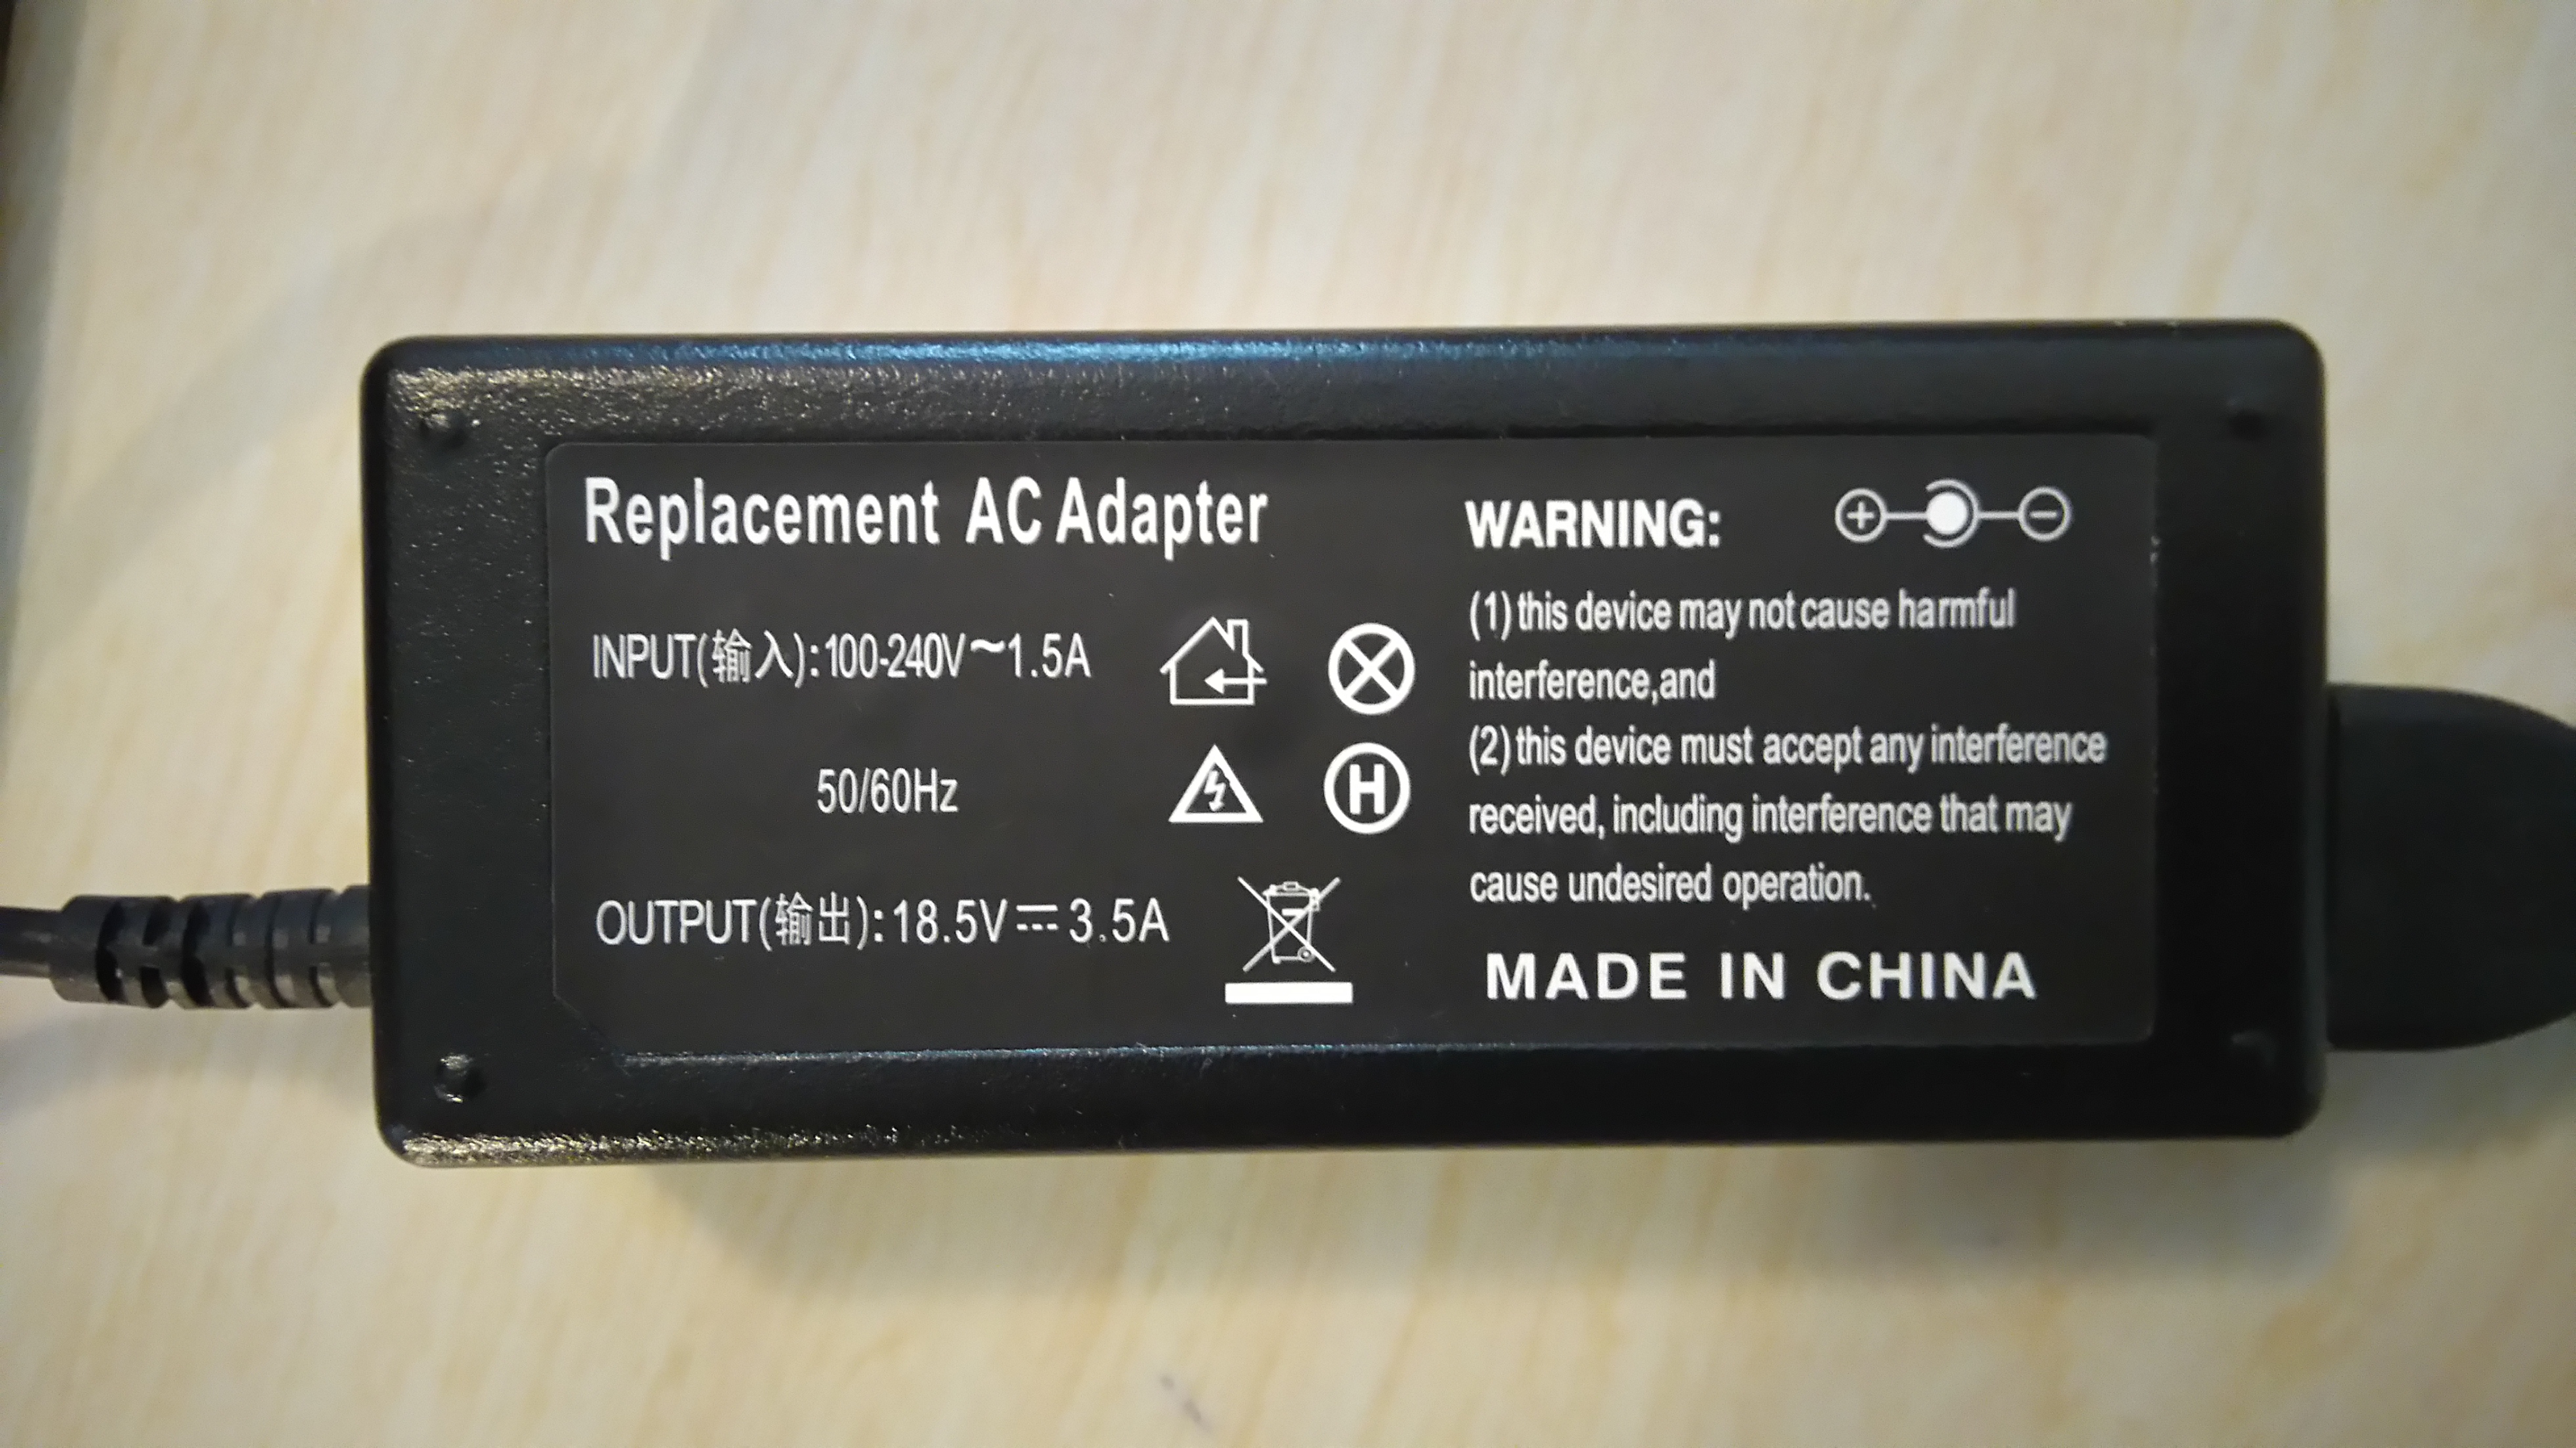 Replacement AC Adapter
INPUT(输入):100-240V~1.5A
50/60Hz
OUTPUT(输出):18.5V⎓3.5A
H
WARNING:
(1) this device may not cause harmful
interference,and
(2) this device must accept any interference
received, including interference that may
cause undesired operation.
MADE IN CHINA